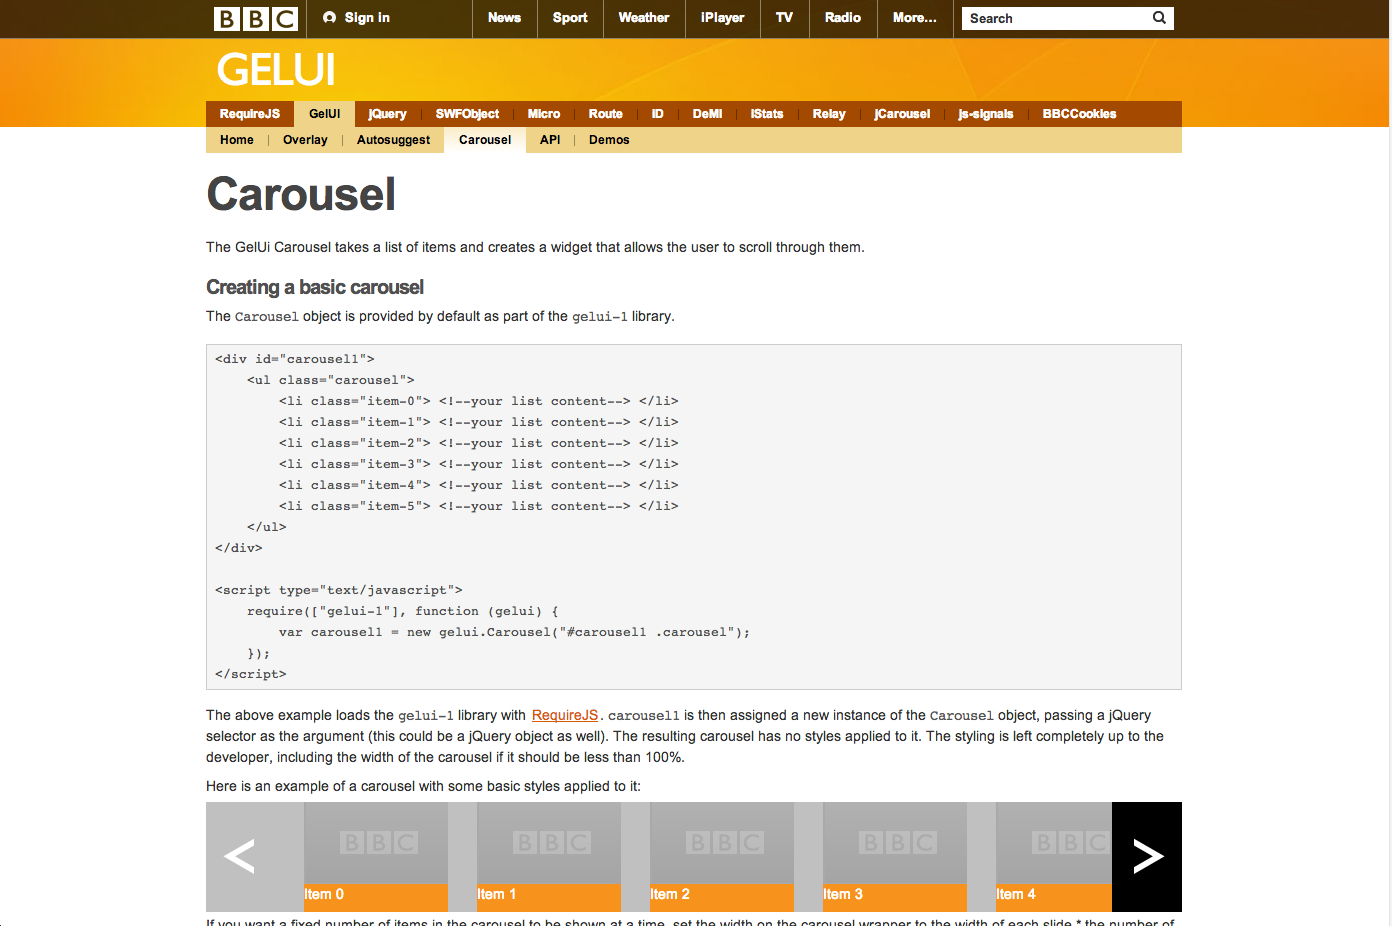 BBC Sign in News Sport Weather iPlayer TV Radio More... Search
GELUI
RequireJS GelUI jQuery SWFObject Micro Route ID DeMI iStats Relay jCarousel js-signals BBCCookies
Home Overlay Autosuggest Carousel API Demos
Carousel
The GelUi Carousel takes a list of items and creates a widget that allows the user to scroll through them.
Creating a basic carousel
The Carousel object is provided by default as part of the gelui-1 library.
<div id="carousel1">
<ul class="carousel">
<li class="item-0"> <!--your list content--> </li>
<li class="item-1"> <!--your list content--> </li>
<li class="item-2"> <!--your list content--> </li>
<li class="item-3"> <!--your list content--> </li>
<li class="item-4"> <!--your list content--> </li>
<li class="item-5"> <!--your list content--> </li>
</ul>
</div>
<script type="text/javascript">
require(["gelui-1"], function (gelui) {
var carousel1 = new gelui.Carousel("#carousel1 .carousel");
});
</script>
The above example loads the gelui-1 library with RequireJS. carousel1 is then assigned a new instance of the Carousel object, passing a jQuery
selector as the argument (this could be a jQuery object as well). The resulting carousel has no styles applied to it. The styling is left completely up to the
developer, including the width of the carousel if it should be less than 100%.
Here is an example of a carousel with some basic styles applied to it:
< BBC BBC BBC BBC BBC >
Item 0 Item 1 Item 2 Item 3 Item 4
If you want a fixed number of items in the carousel to be shown at a time, set the width on the carousel wrapper to the width of each slide * the number of